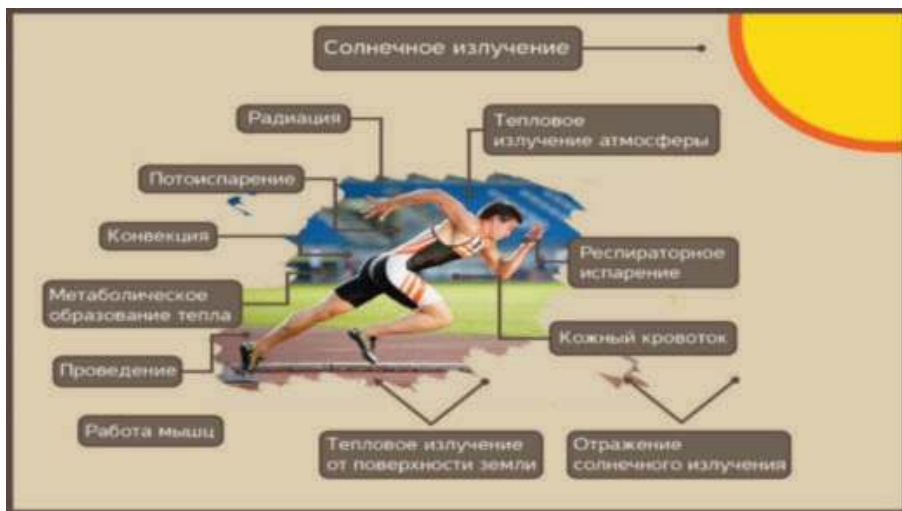 Солнечное излучение
Радиация
Тепловое
излучение атмосферы
Потоиспарение
Конвекция
Респираторное
испарение
Метаболическое
образование тепла
Кожный кровоток
Проведение
Работа мышц
Тепловое излучение
от поверхности земли
Отражение
солнечного излучения